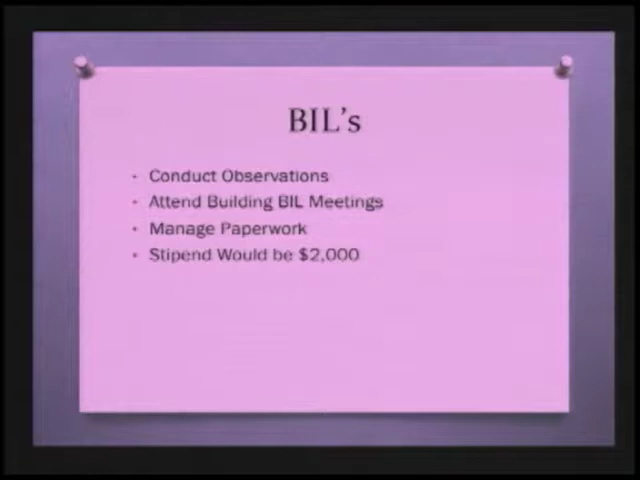 BIL's
• Conduct Observations
• Attend Building BIL Meetings
• Manage Paperwork
• Stipend Would be $2,000